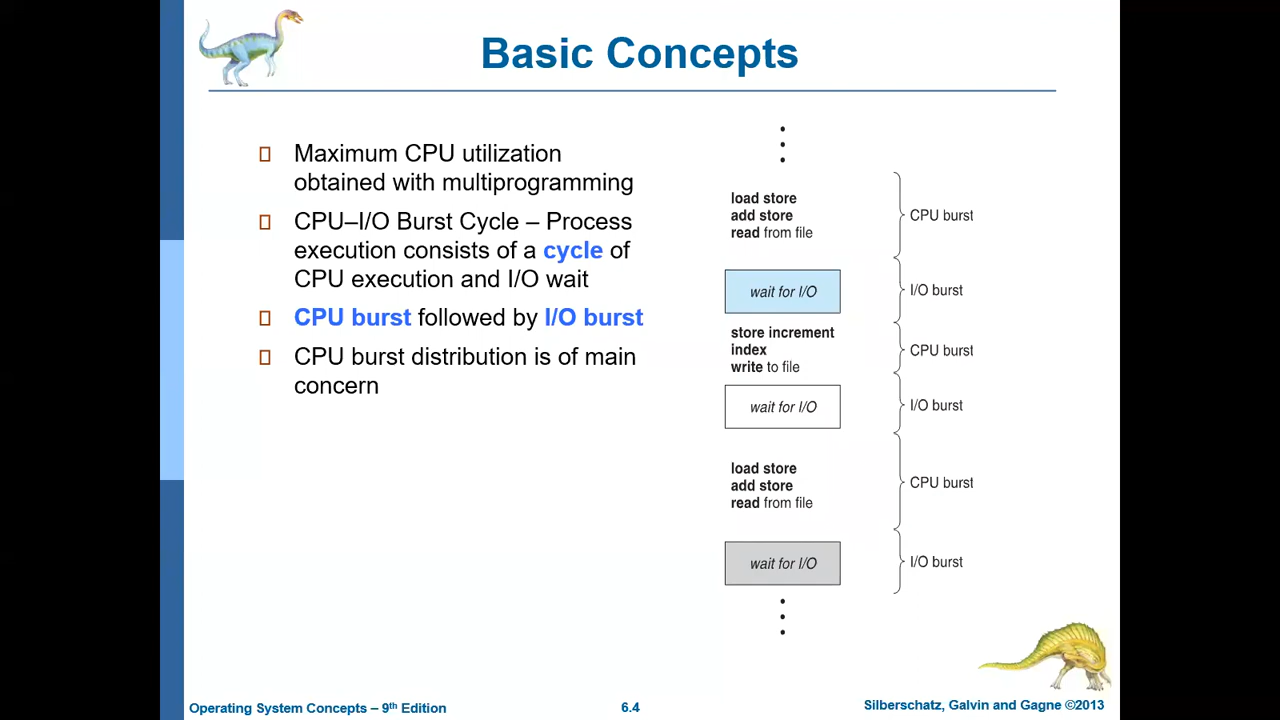 Basic Concepts
Maximum CPU utilization
obtained with multiprogramming
CPU–I/O Burst Cycle – Process
execution consists of a cycle of
CPU execution and I/O wait
CPU burst followed by I/O burst
CPU burst distribution is of main
concern
load store
add store
read from file
CPU burst
wait for I/O
I/O burst
store increment
index
write to file
CPU burst
wait for I/O
I/O burst
load store
add store
read from file
CPU burst
wait for I/O
I/O burst
Operating System Concepts – 9th Edition
6.4
Silberschatz, Galvin and Gagne ©2013